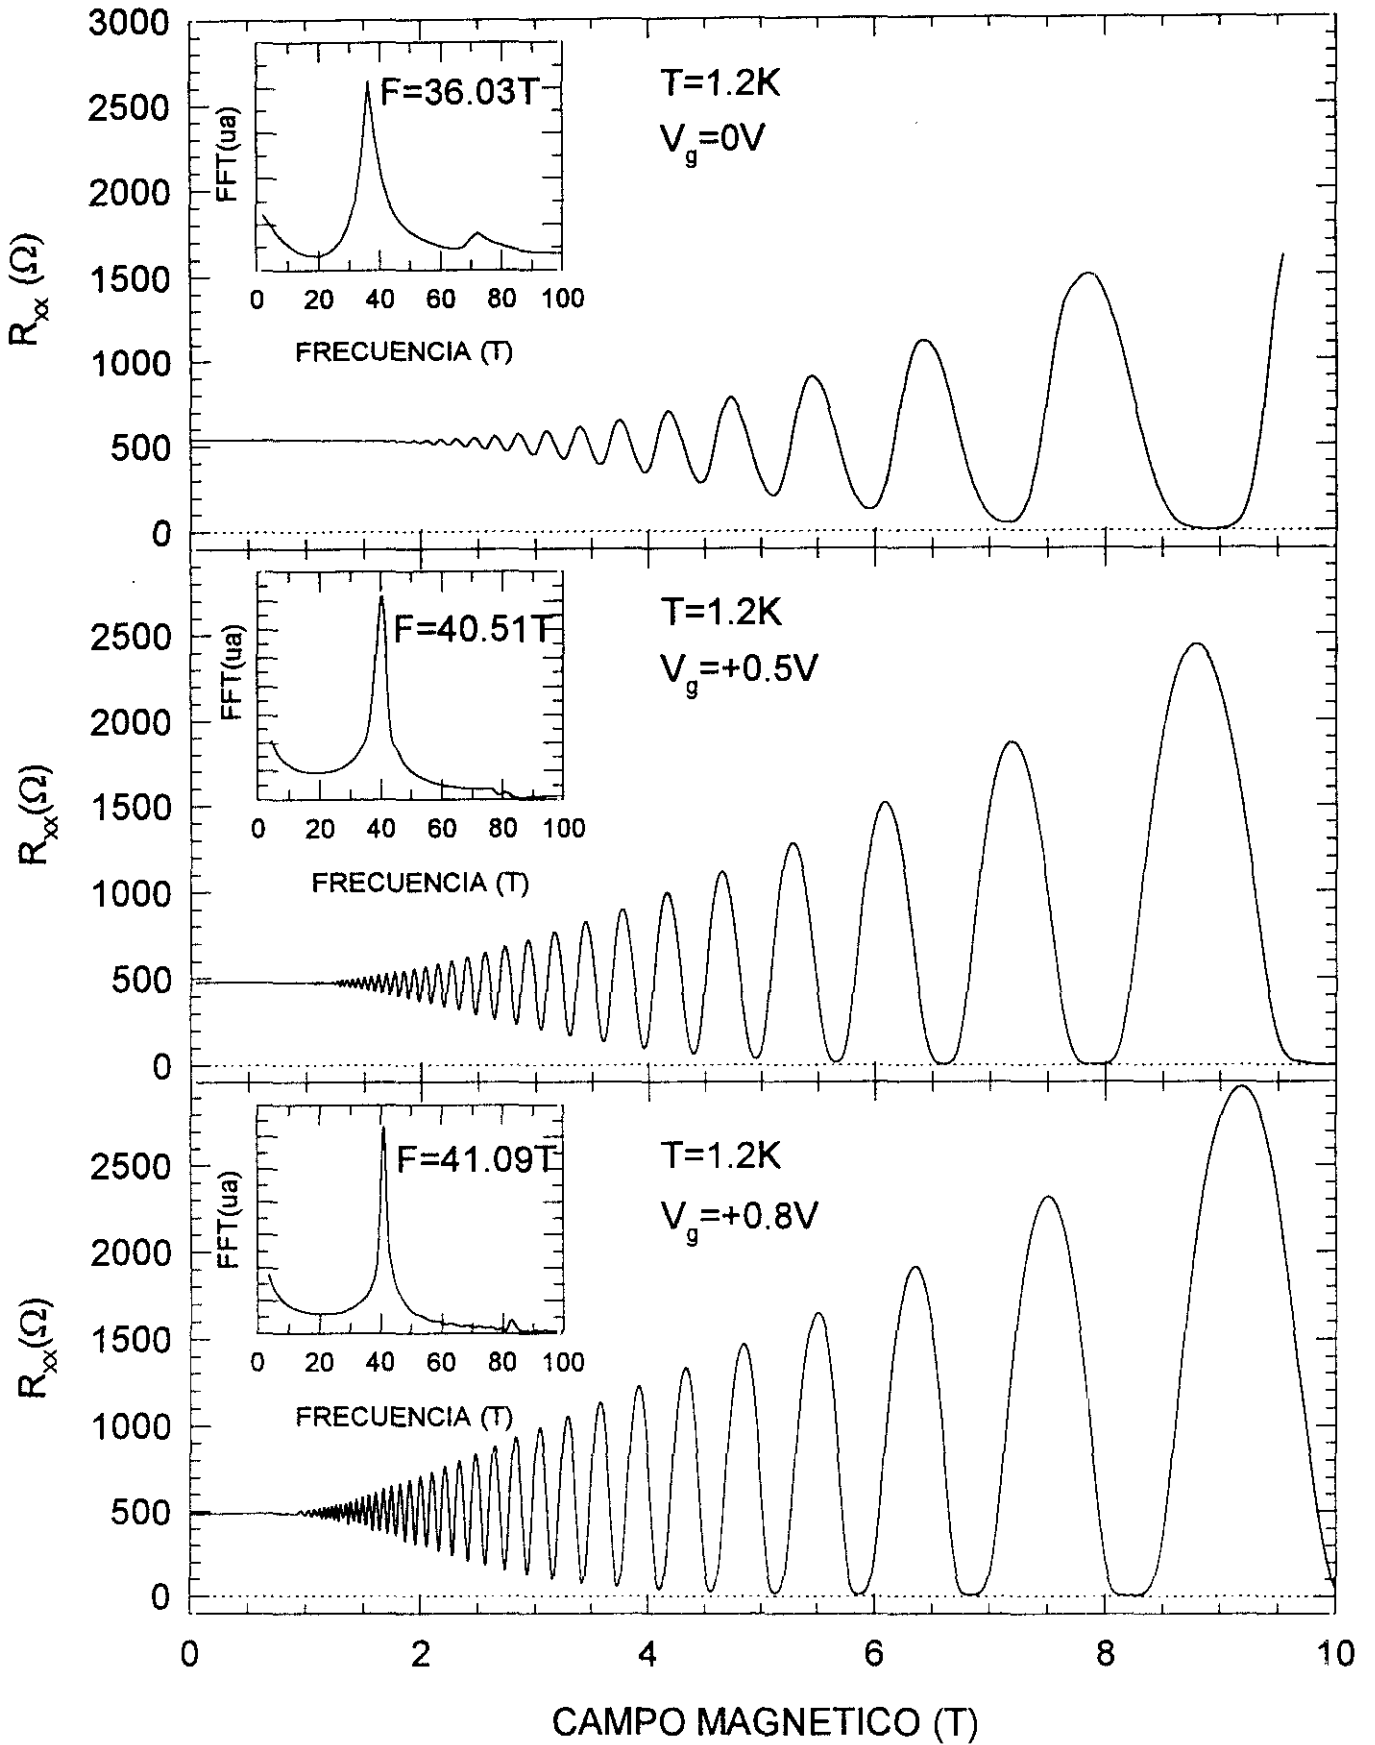 3000
2500
2000
1500
1000
500
0
R_xx (Ω)
FFT(ua)
F=36.03T
0 20 40 60 80 100
FRECUENCIA (T)
T=1.2K
V_g=0V
2500
2000
1500
1000
500
0
R_xx(Ω)
FFT(ua)
F=40.51T
0 20 40 60 80 100
FRECUENCIA (T)
T=1.2K
V_g=+0.5V
2500
2000
1500
1000
500
0
R_xx(Ω)
FFT(ua)
F=41.09T
0 20 40 60 80 100
FRECUENCIA (T)
T=1.2K
V_g=+0.8V
0 2 4 6 8 10
CAMPO MAGNETICO (T)